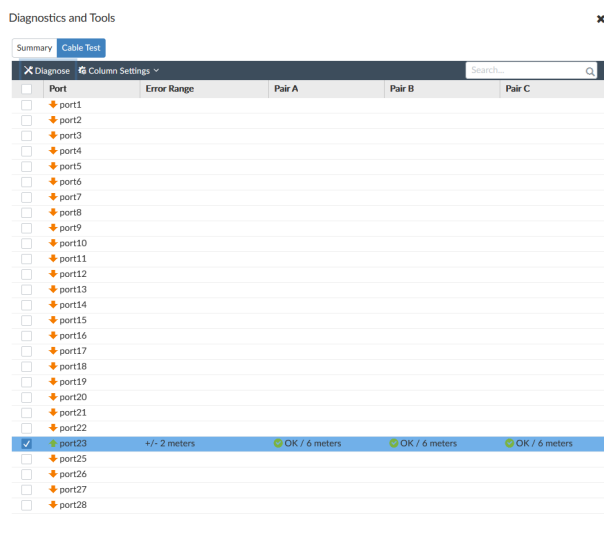 Diagnostics and Tools
Summary Cable Test
Diagnose Column Settings Search...
Port Error Range Pair A Pair B Pair C
port1
port2
port3
port4
port5
port6
port7
port8
port9
port10
port11
port12
port13
port14
port15
port16
port17
port18
port19
port20
port21
port22
port23 +/- 2 meters OK / 6 meters OK / 6 meters OK / 6 meters
port25
port26
port27
port28